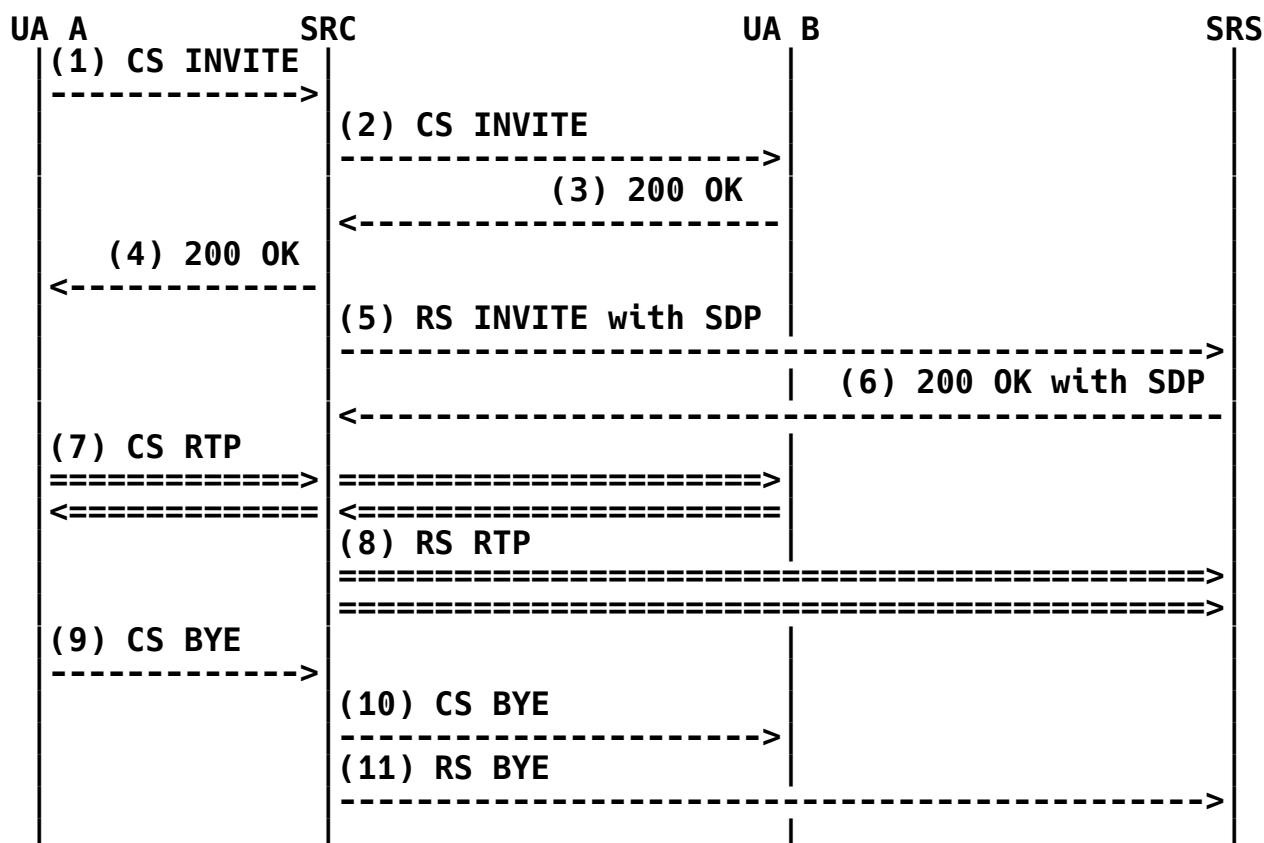 UA A SRC UA B SRS
(1) CS INVITE
(2) CS INVITE
(3) 200 OK
(4) 200 OK
(5) RS INVITE with SDP
(6) 200 OK with SDP
(7) CS RTP
(8) RS RTP
(9) CS BYE
(10) CS BYE
(11) RS BYE